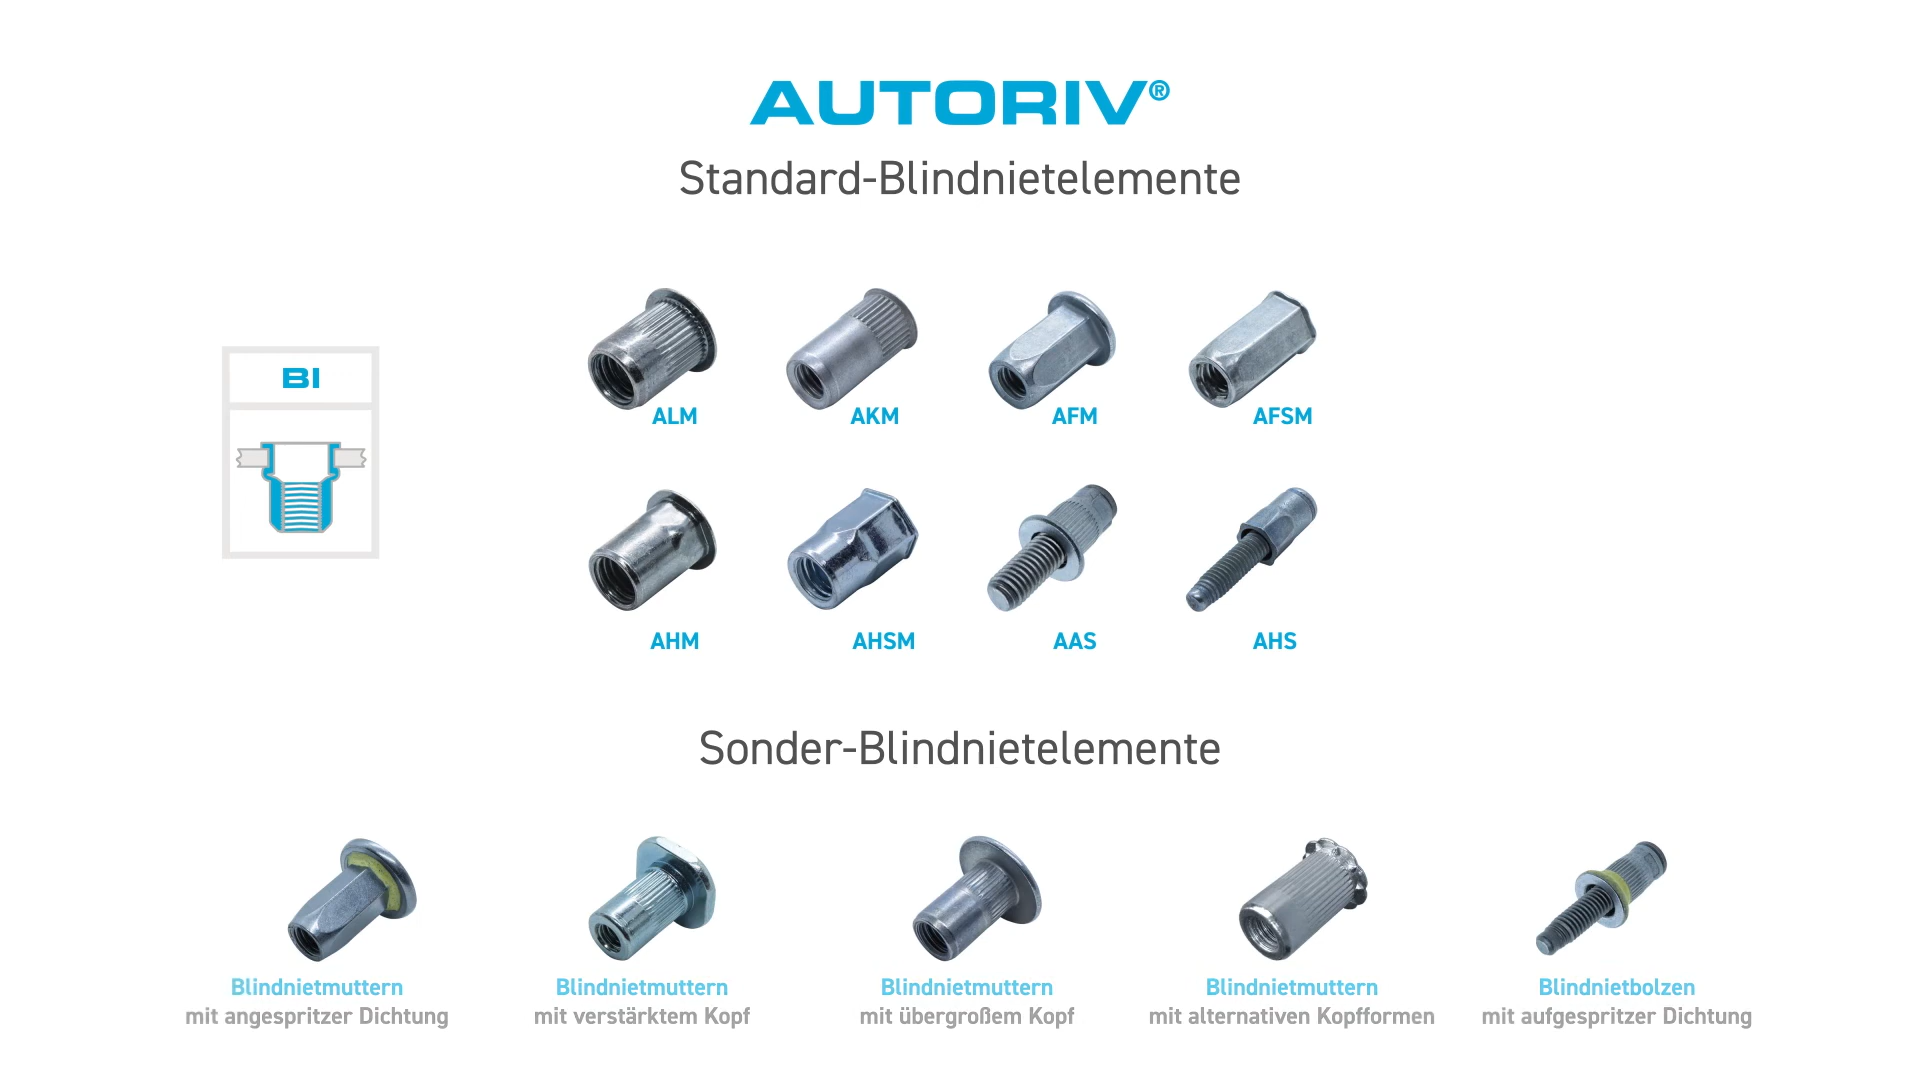 AUTORIV®
Standard-Blindnietelemente
BI
ALM
AKM
AFM
AFSM
AHM
AHSM
AAS
AHS
Sonder-Blindnietelemente
Blindnietmuttern
mit angespritzer Dichtung
Blindnietmuttern
mit verstärktem Kopf
Blindnietmuttern
mit übergroßem Kopf
Blindnietmuttern
mit alternativen Kopfformen
Blindnietbolzen
mit aufgespritzer Dichtung